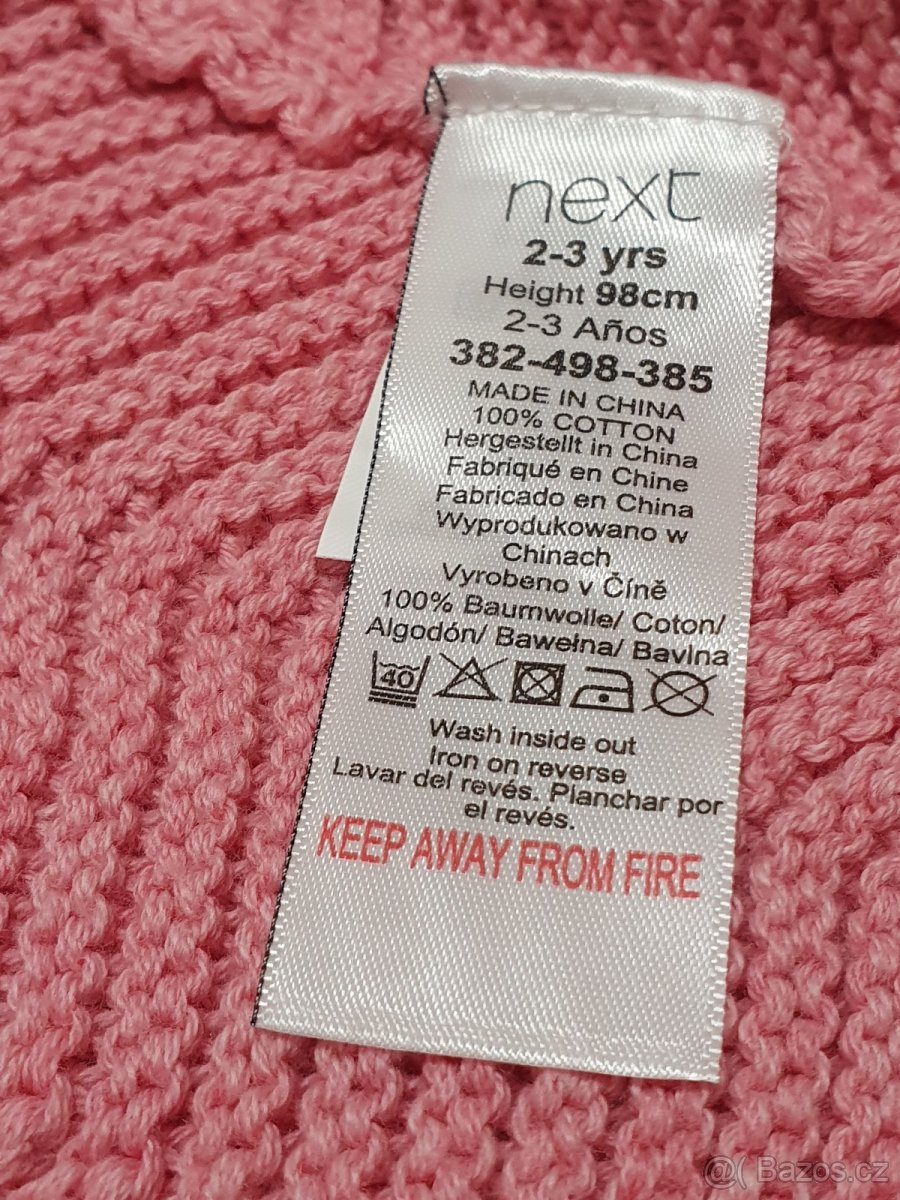 next
2-3 yrs
Height 98cm
2-3 Años
382-498-385
MADE IN CHINA
100% COTTON
Hergestellt in China
Fabriqué en Chine
Fabricado en China
Wyprodukowano w
Chinach
Vyrobeno v Číně
100% Baumwolle/ Coton/
Algodón/ Bawełna/ Bavlna
40
Wash inside out
Iron on reverse
Lavar del revés. Planchar por
el revés.
KEEP AWAY FROM FIRE
@( Bazos.cz